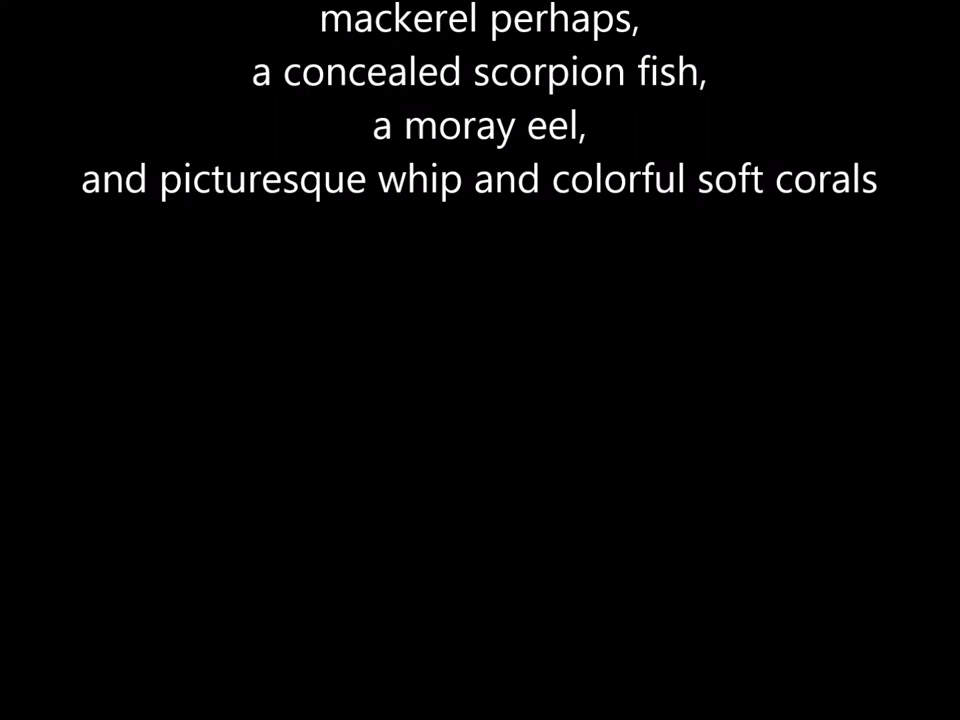 mackerel perhaps,
a concealed scorpion fish,
a moray eel,
and picturesque whip and colorful soft corals